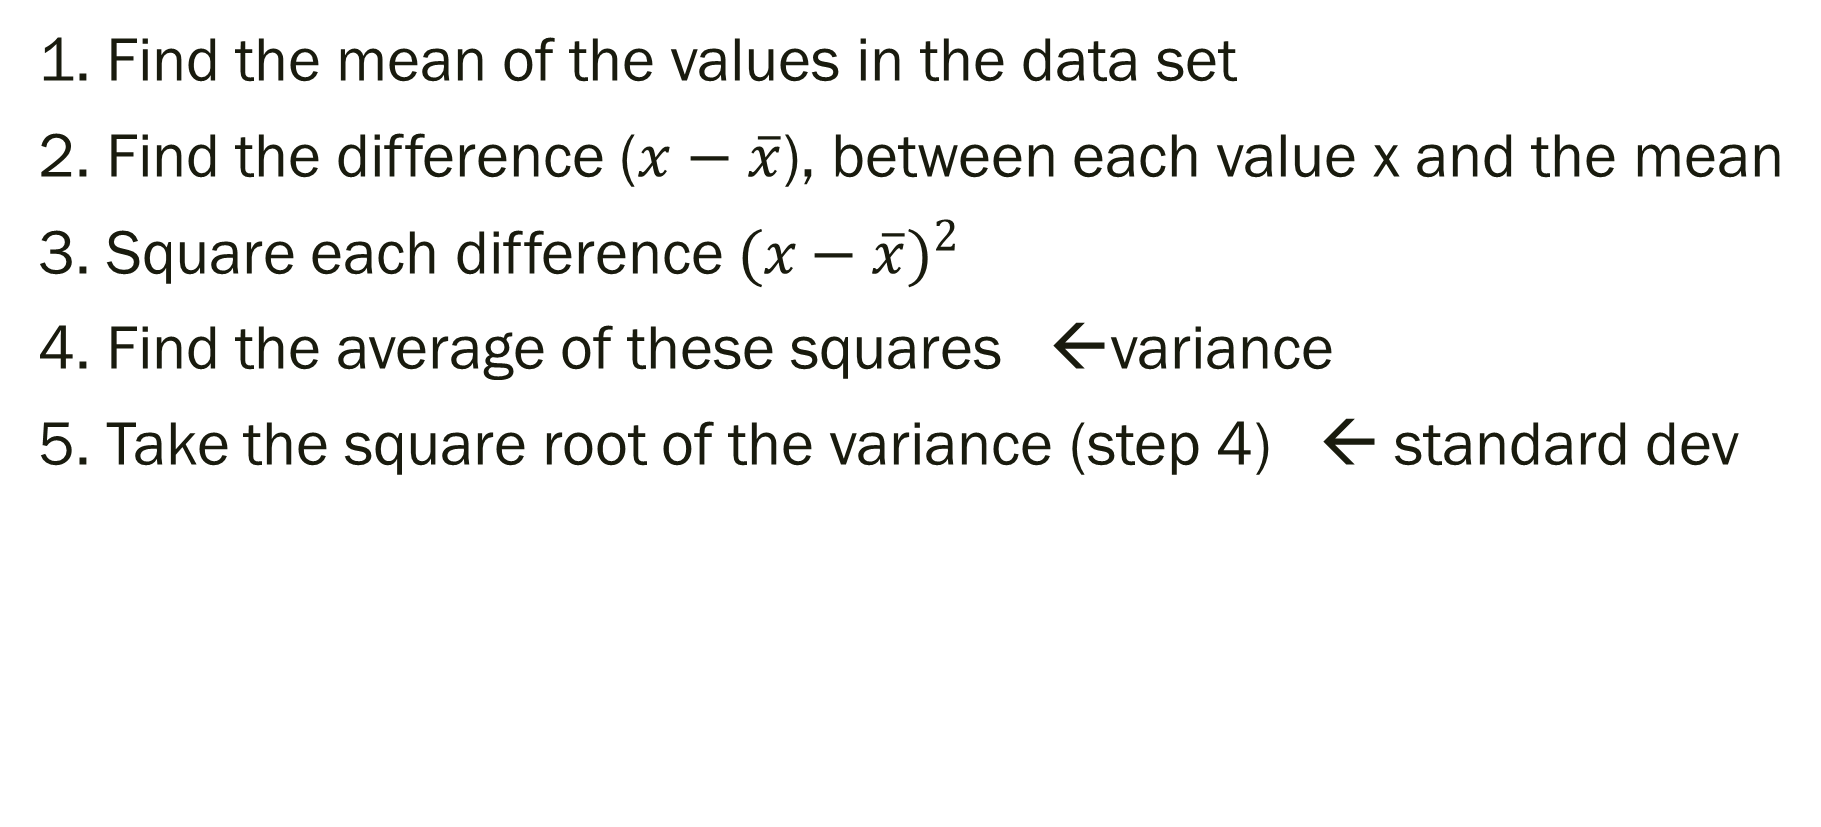 1. Find the mean of the values in the data set
2. Find the difference (x − x̄), between each value x and the mean
3. Square each difference (x − x̄)²
4. Find the average of these squares ←variance
5. Take the square root of the variance (step 4) ← standard dev